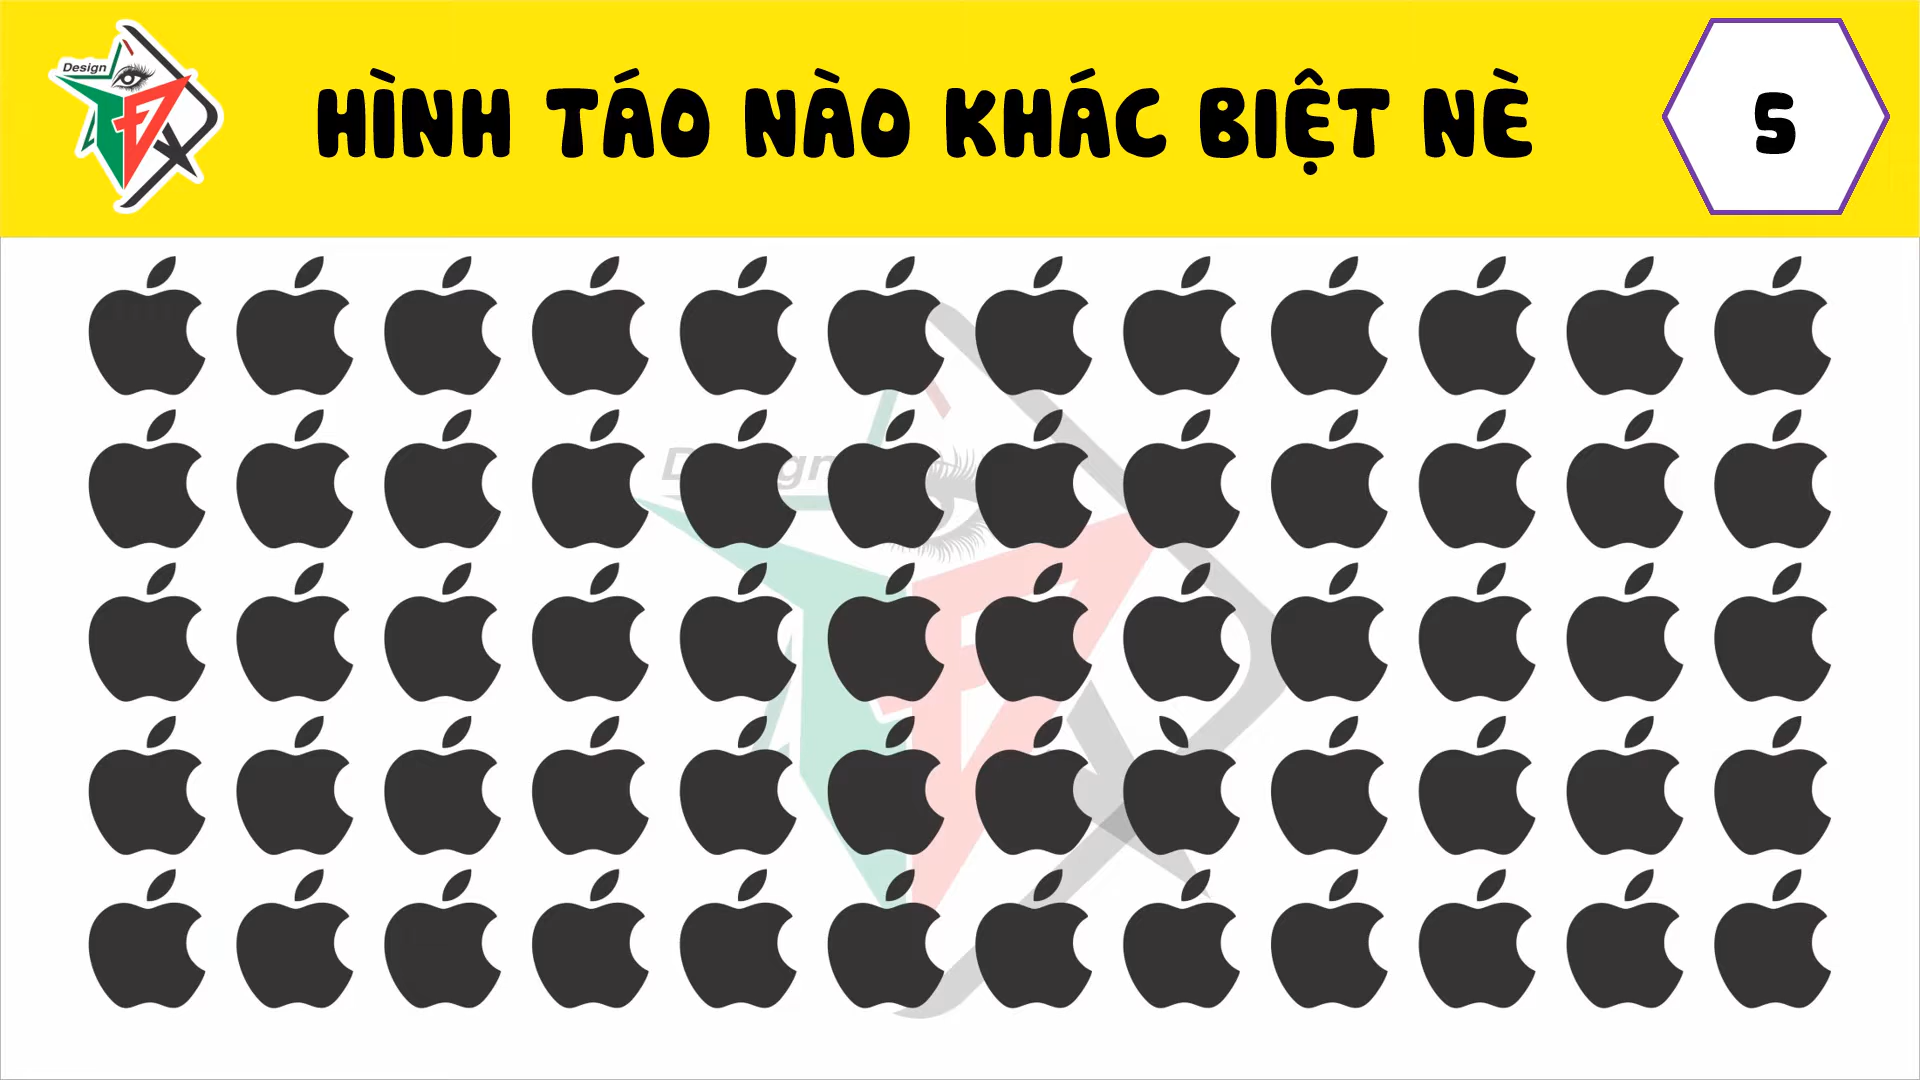 Design
HÌNH TÁO NÀO KHÁC BIỆT NÈ
5